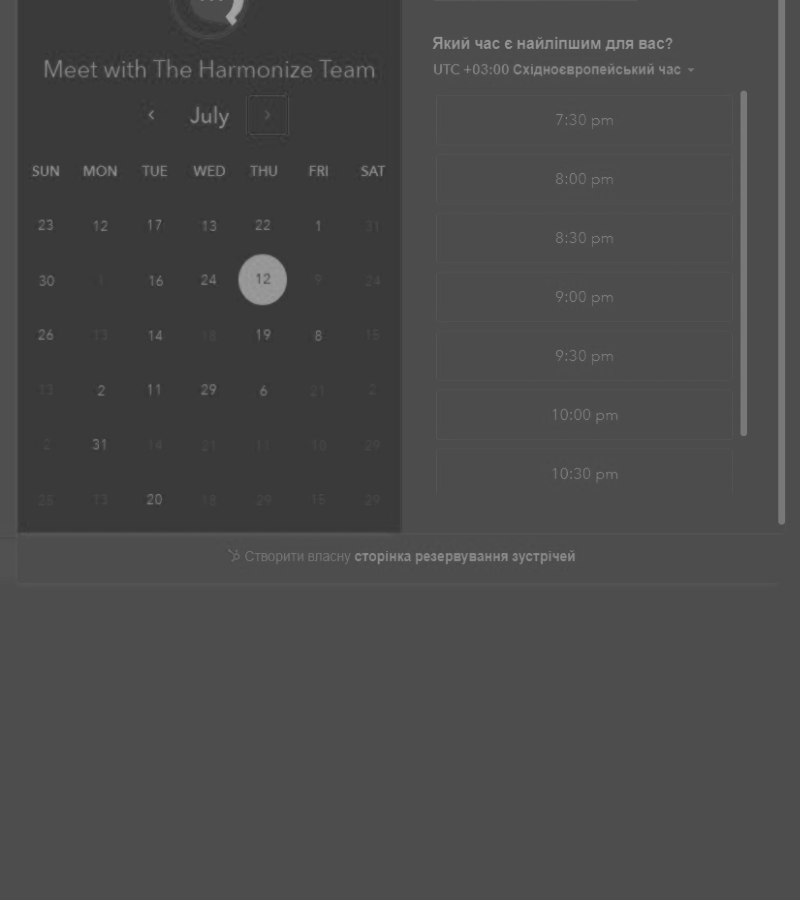 Meet with The Harmonize Team
July
SUN MON TUE WED THU FRI SAT
23 12 17 13 22 1 31
30 1 16 24 12 9 24
26 13 14 18 19 8 15
13 2 11 29 6 21 2
2 31 14 21 11 10 29
28 13 20 18 29 15 29
Який час є найліпшим для вас?
UTC +03:00 Східноєвропейський час
7:30 pm
8:00 pm
8:30 pm
9:00 pm
9:30 pm
10:00 pm
10:30 pm
Створити власну сторінка резервування зустрічей